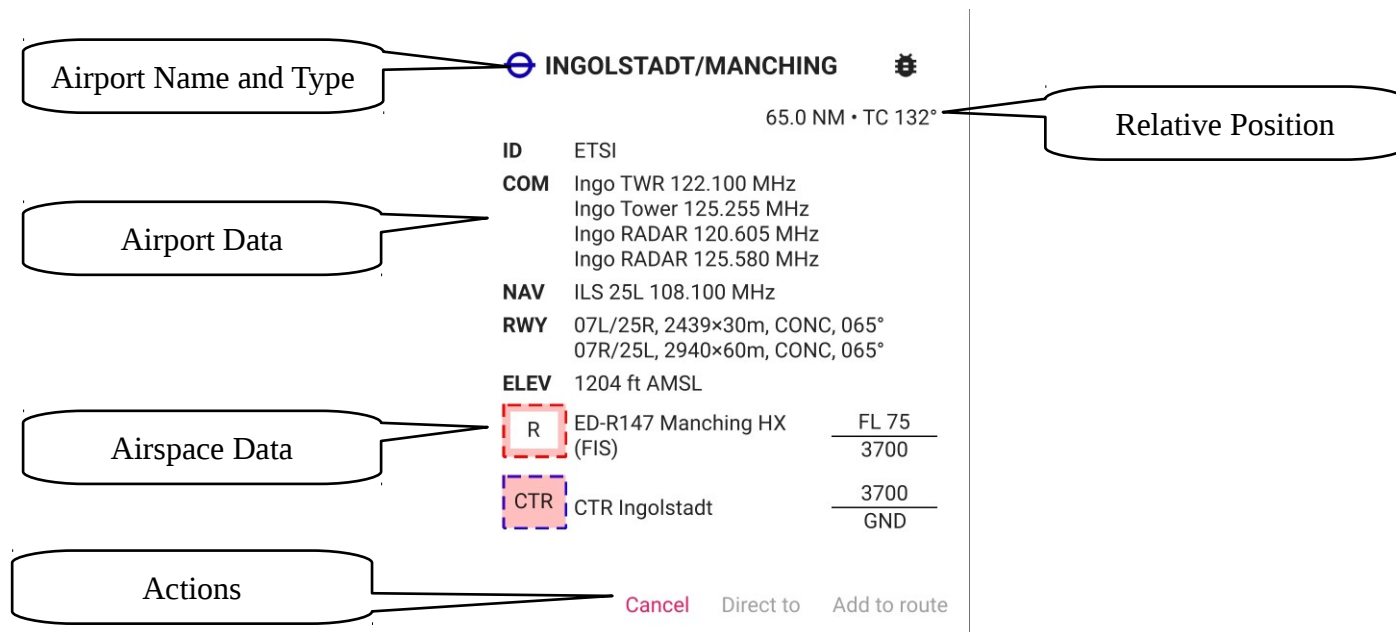 Airport Name and Type
INGOLSTADT/MANCHING
65.0 NM • TC 132°
Relative Position
ID ETSI
COM Ingo TWR 122.100 MHz
Ingo Tower 125.255 MHz
Ingo RADAR 120.605 MHz
Ingo RADAR 125.580 MHz
Airport Data
NAV ILS 25L 108.100 MHz
RWY 07L/25R, 2439×30m, CONC, 065°
07R/25L, 2940×60m, CONC, 065°
ELEV 1204 ft AMSL
Airspace Data
R ED-R147 Manching HX FL 75
(FIS) 3700
CTR CTR Ingolstadt 3700
GND
Actions
Cancel Direct to Add to route